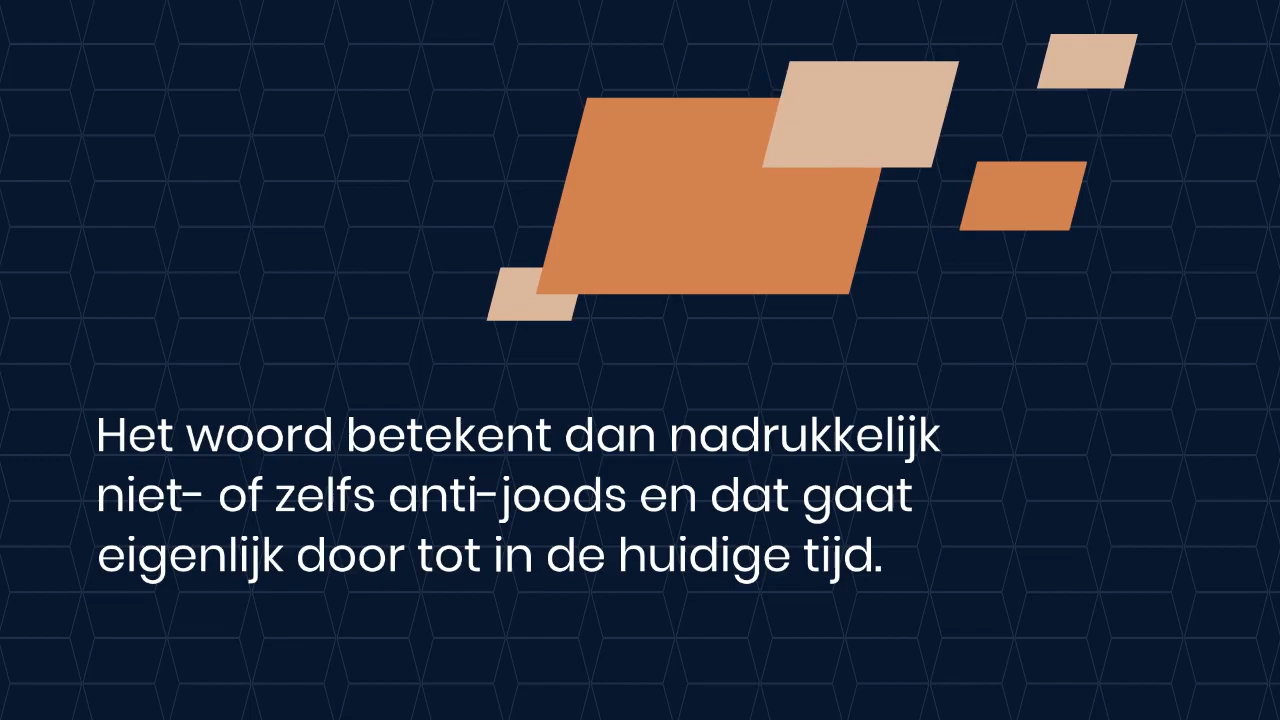 Het woord betekent dan nadrukkelijk
niet- of zelfs anti-joods en dat gaat
eigenlijk door tot in de huidige tijd.